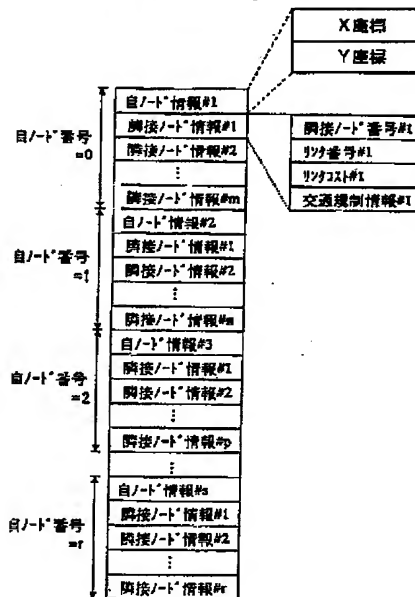 X座標
Y座標
自ノード情報#1
隣接ノード情報#1
隣接ノード情報#2
⋮
隣接ノード情報#m
自ノード番号
=0
隣接ノード番号#1
リンク番号#1
リンクコスト#1
交通規制情報#1
自ノード情報#2
隣接ノード情報#1
隣接ノード情報#2
⋮
隣接ノード情報#n
自ノード番号
=1
自ノード情報#3
隣接ノード情報#1
隣接ノード情報#2
⋮
隣接ノード情報#p
自ノード番号
=2
⋮
自ノード情報#s
隣接ノード情報#1
隣接ノード情報#2
⋮
隣接ノード情報#r
自ノード番号
=r